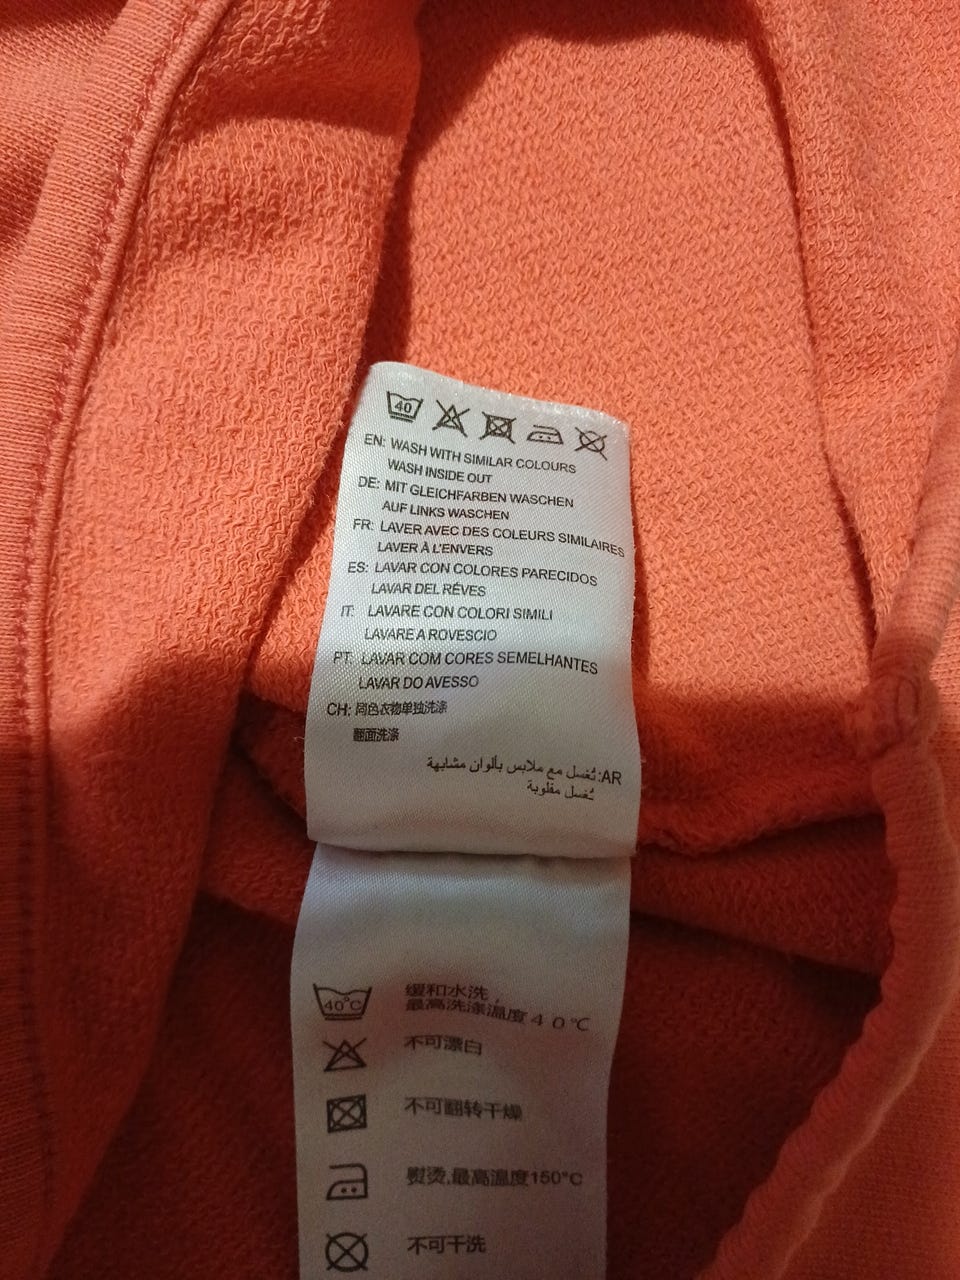 40
EN: WASH WITH SIMILAR COLOURS
WASH INSIDE OUT
DE: MIT GLEICHFARBEN WASCHEN
AUF LINKS WASCHEN
FR: LAVER AVEC DES COLEURS SIMILAIRES
LAVER À L'ENVERS
ES: LAVAR CON COLORES PARECIDOS
LAVAR DEL RÉVES
IT: LAVARE CON COLORI SIMILI
LAVARE A ROVESCIO
PT: LAVAR COM CORES SEMELHANTES
LAVAR DO AVESSO
CH: 同色衣物单独洗涤
翻面洗涤
AR: تُغسل مع ملابس بألوان مشابهة
تُغسل مقلوبة
40°C 缓和水洗，
最高洗涤温度40℃
不可漂白
不可翻转干燥
熨烫,最高温度150°C
不可干洗